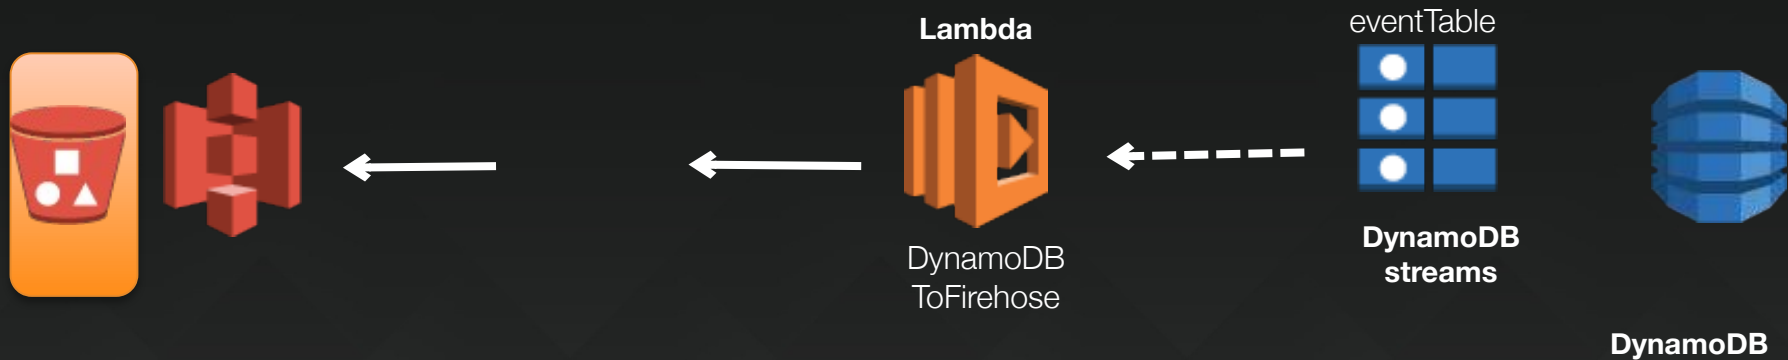 Lambda
eventTable
DynamoDB
ToFirehose
DynamoDB
streams
DynamoDB